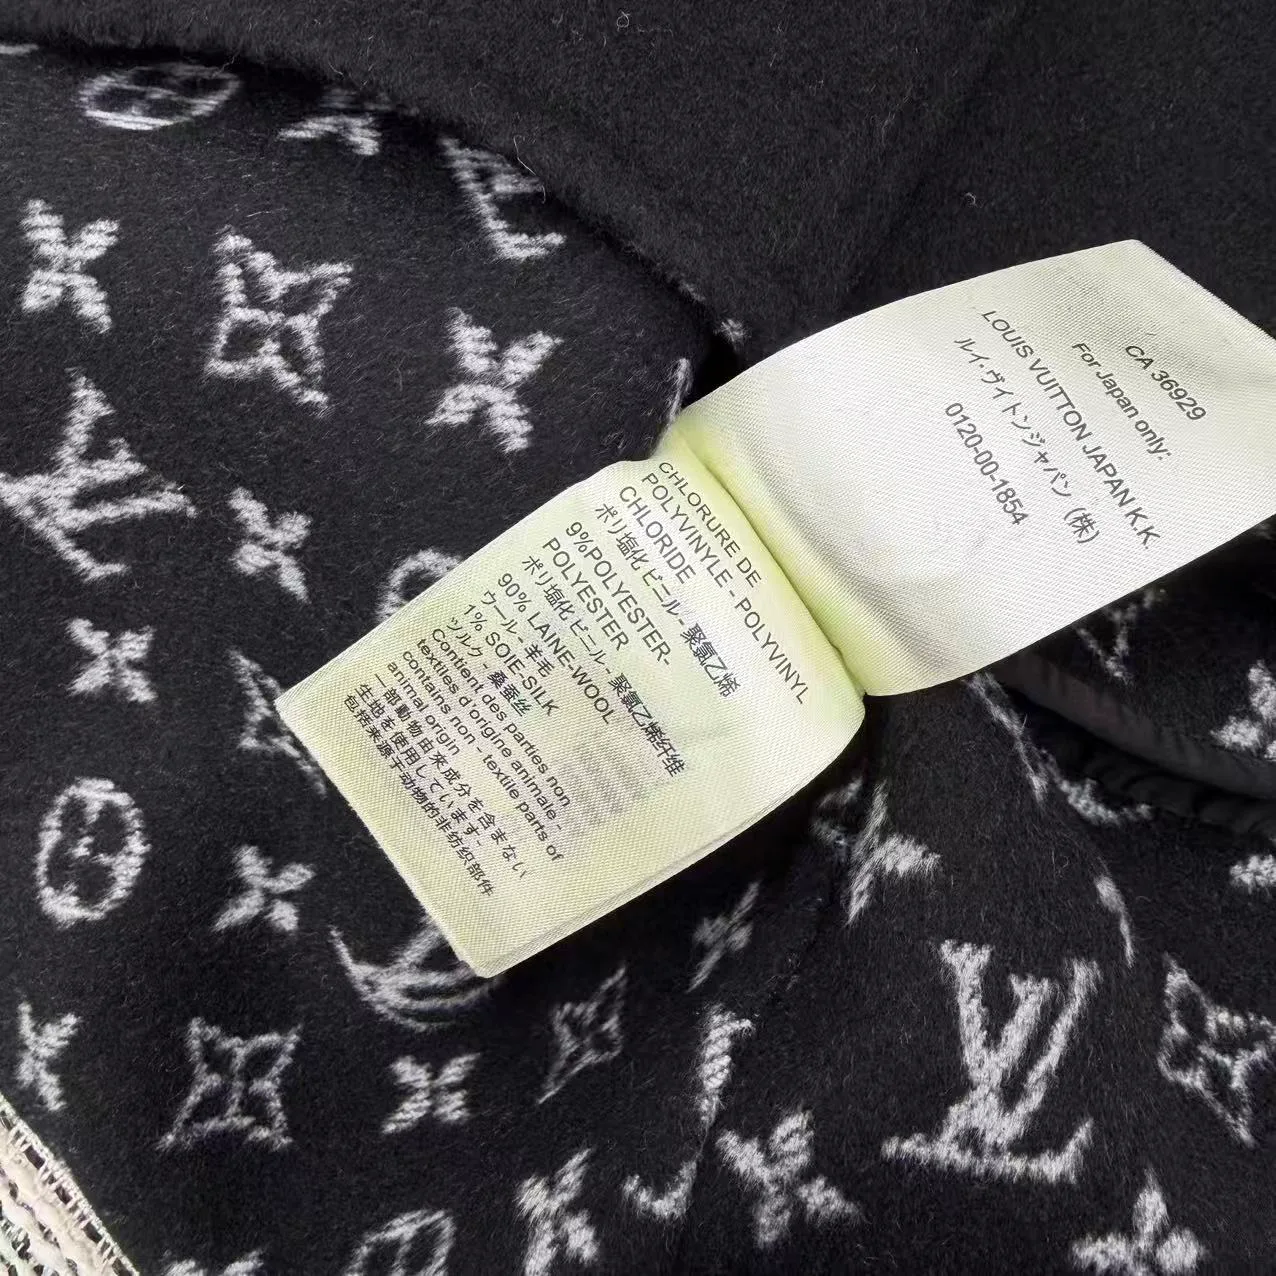 CA 36929
For Japan only:
LOUIS VUITTON JAPAN K.K.
ルイ・ヴィトンジャパン (株)
0120-00-1854
CHLORURE DE
POLYVINYLE - POLYVINYL
CHLORIDE
ポリ塩化 ビニル - 聚氯乙烯
9%POLYESTER-
POLYESTER
ポリ塩化 ビニル - 聚氯乙烯纤维
90% LAINE-WOOL
ウール - 羊毛
1% SOIE-SILK
シルク - 桑蚕丝
Contient des parties non
textiles d'origine animale -
contains non - textile parts of
animal origin
一部動物由来成分を含まない
生地を使用しています-
包括来源于动物的非纺织部件